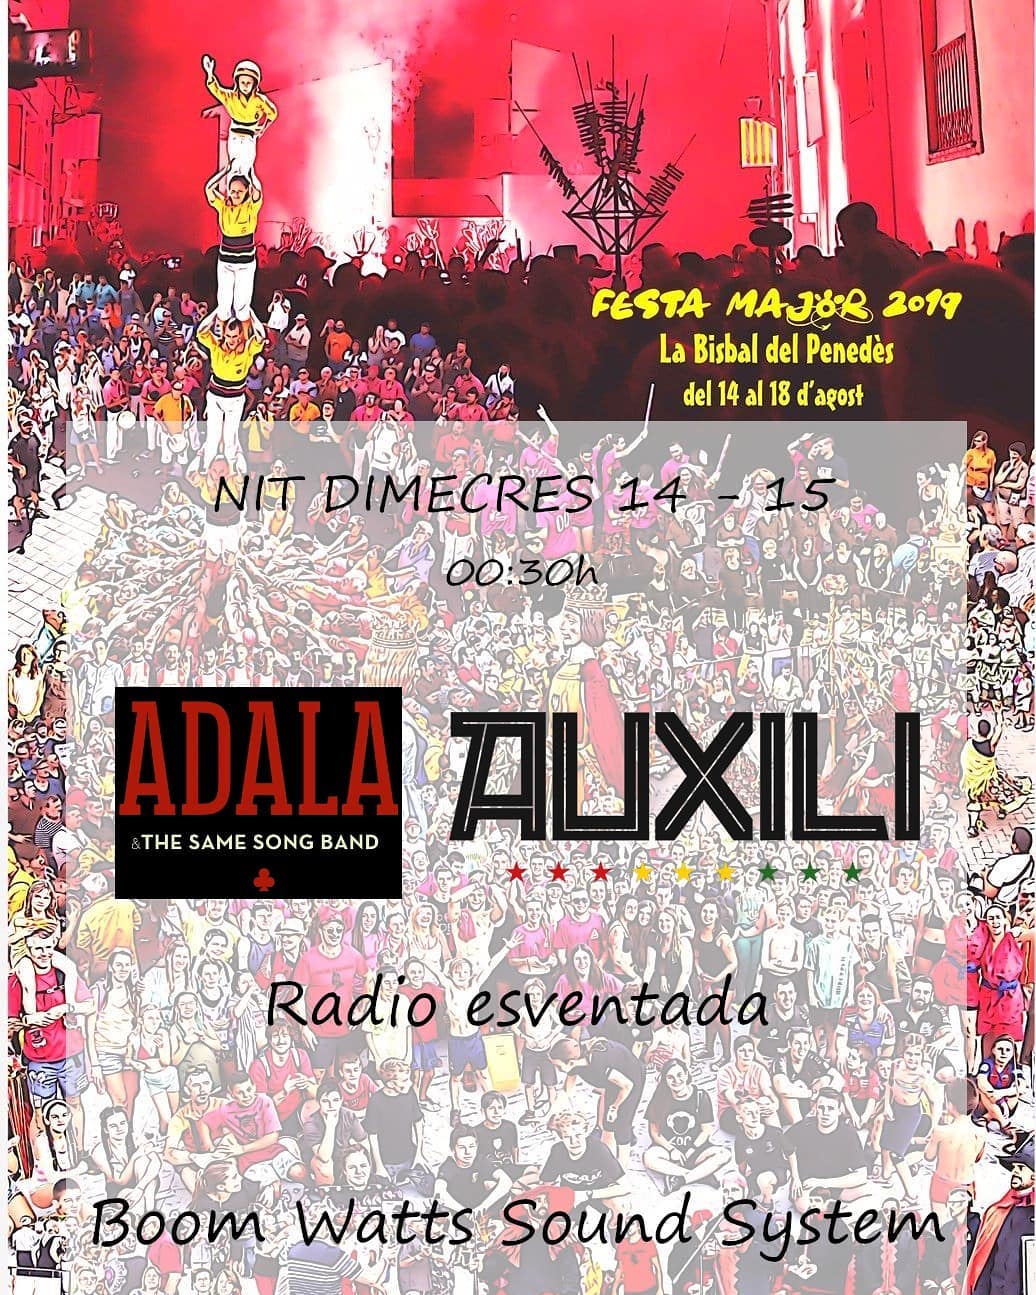 FESTA MAJOR 2019
La Bisbal del Penedès
del 14 al 18 d'agost
NIT DIMECRES 14 - 15
00:30h
ADALA
&THE SAME SONG BAND
AUXILI
Radio esventada
Boom Watts Sound System